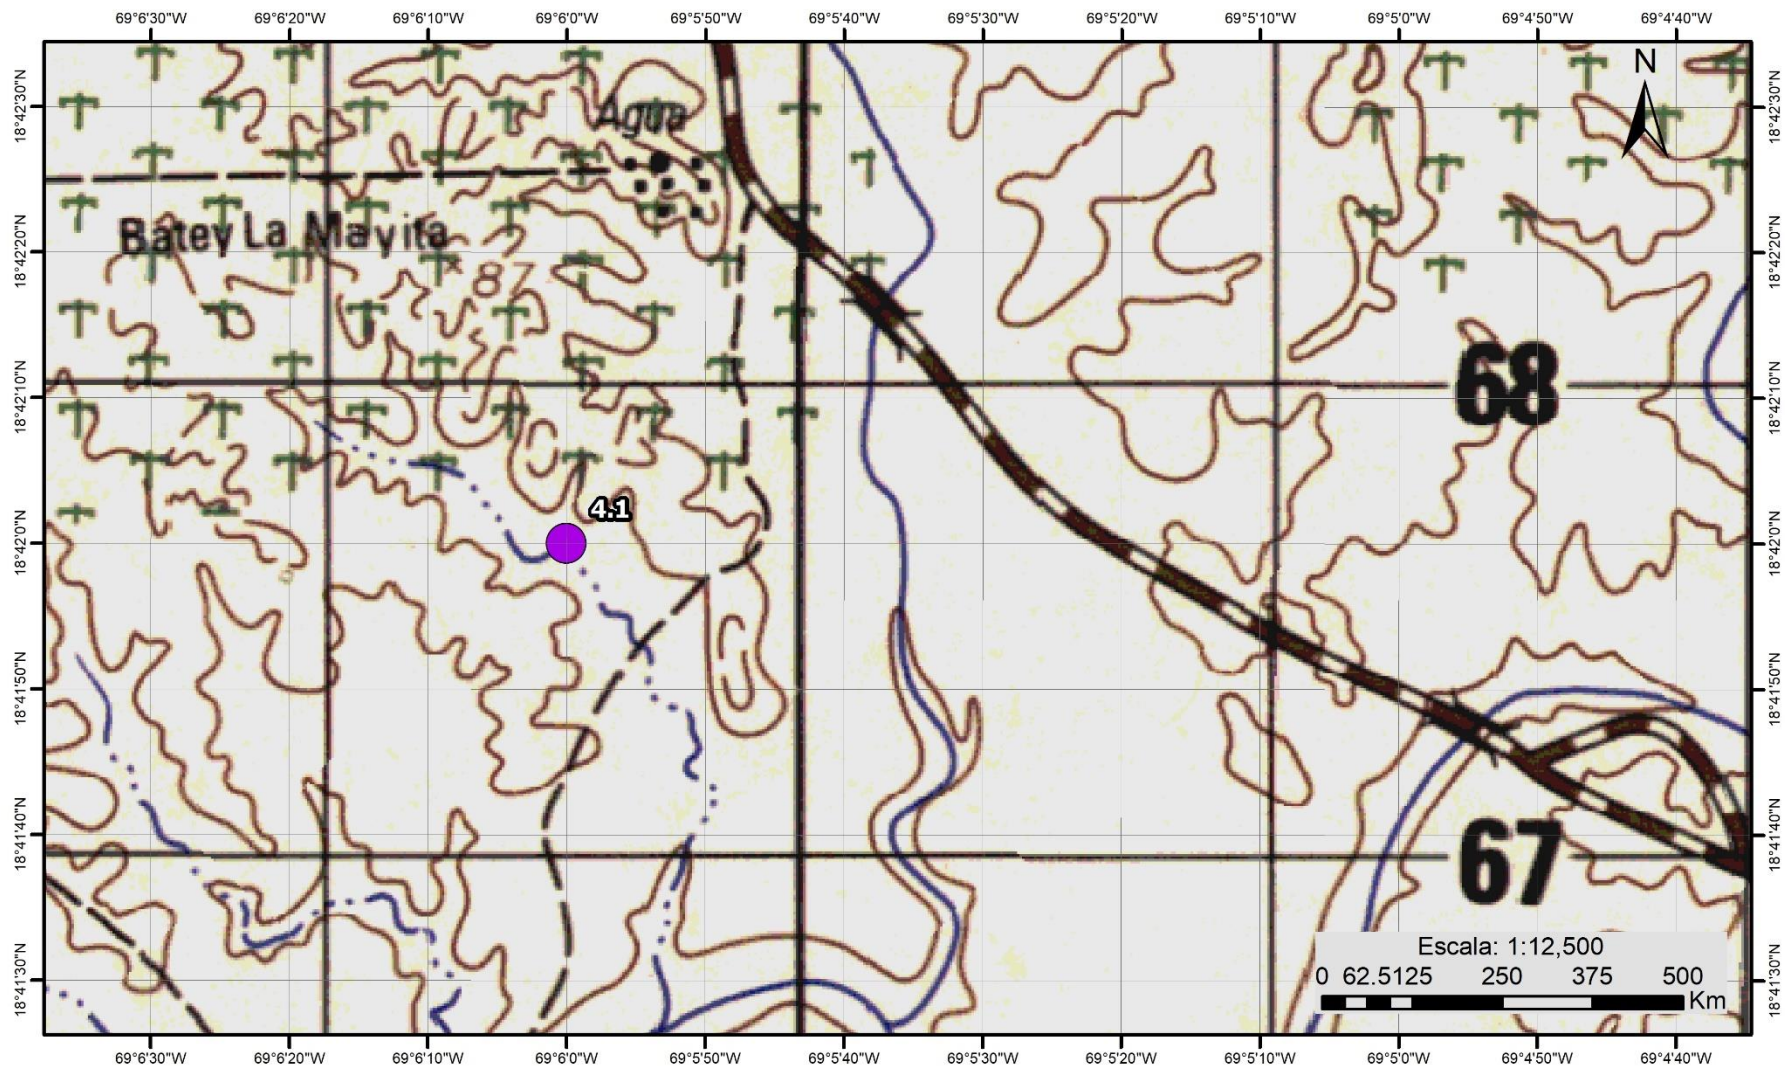 69°6'30"W 69°6'20"W 69°6'10"W 69°6'0"W 69°5'50"W 69°5'40"W 69°5'30"W 69°5'20"W 69°5'10"W 69°5'0"W 69°4'50"W 69°4'40"W
N
18°42'30"N 18°42'30"N
Agua
Batey La Mayita
18°42'20"N 18°42'20"N
87
68
18°42'10"N 18°42'10"N
4.1
18°42'0"N 18°42'0"N
18°41'50"N 18°41'50"N
18°41'40"N 18°41'40"N
67
Escala: 1:12,500
0 62.5 125 250 375 500
Km
18°41'30"N 18°41'30"N
69°6'30"W 69°6'20"W 69°6'10"W 69°6'0"W 69°5'50"W 69°5'40"W 69°5'30"W 69°5'20"W 69°5'10"W 69°5'0"W 69°4'50"W 69°4'40"W